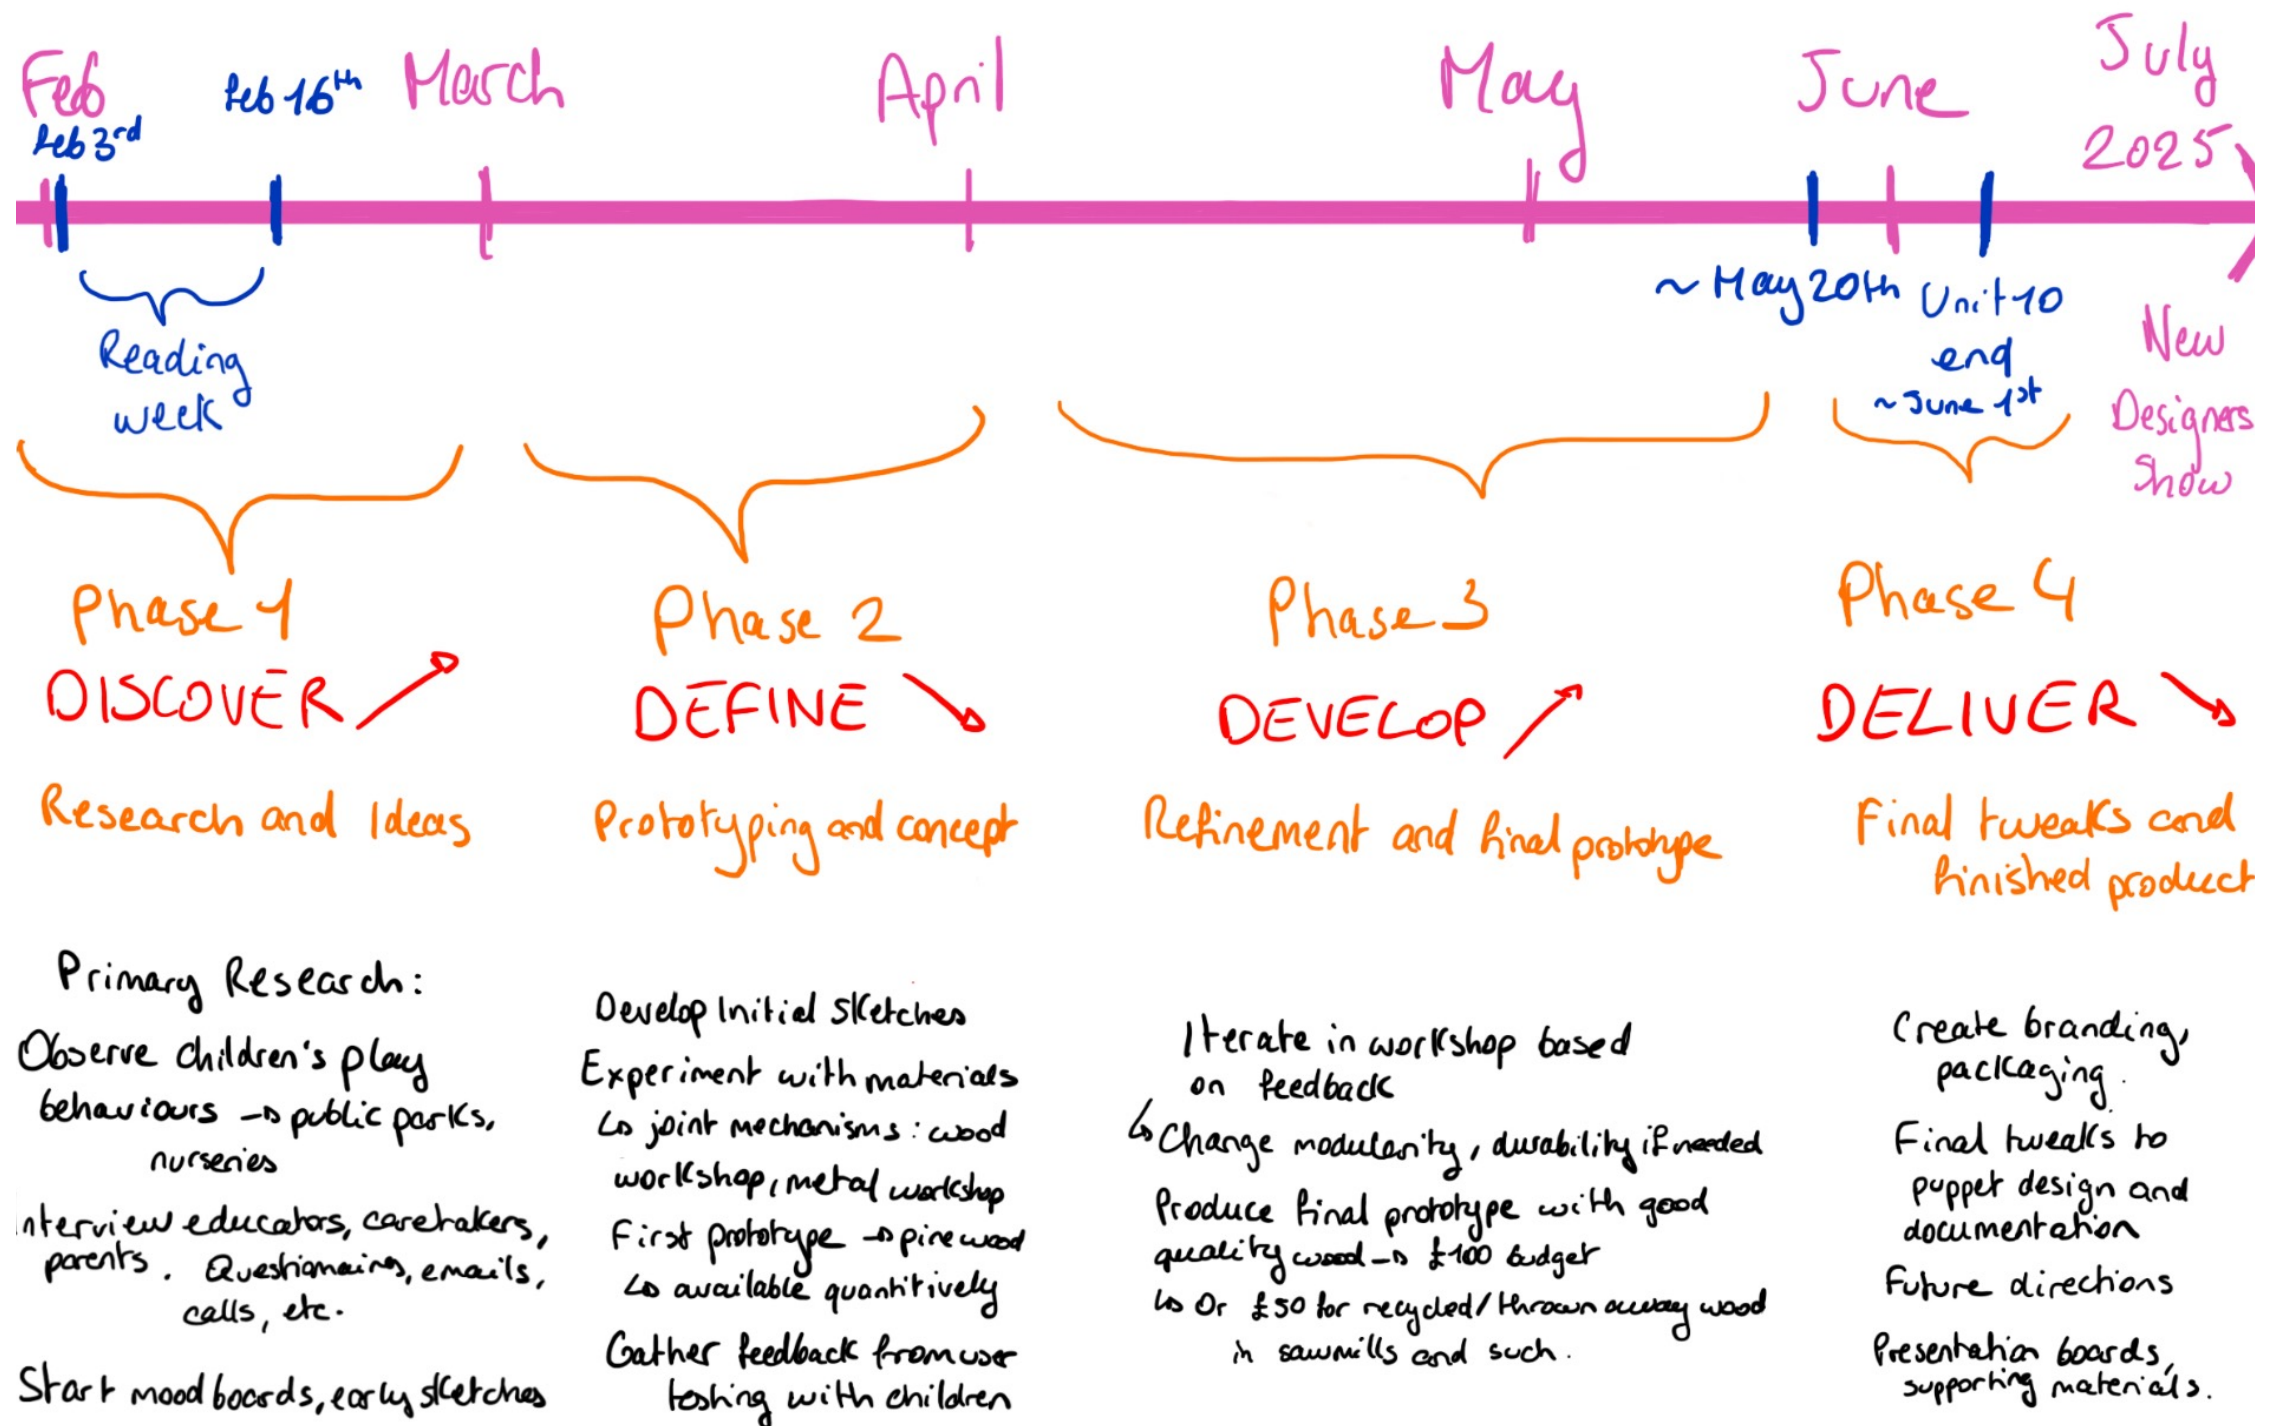 Feb
Feb 3rd
Feb 16th
March
April
May
June
July
2025
Reading
week
~ May 20th
Unit 10
end
~ June 1st
New
Designers
Show
Phase 1
DISCOVER
Research and Ideas
Primary Research:
Observe children's play
behaviours → public parks,
nurseries
nterview educators, caretakers,
parents. Questionnaires, emails,
calls, etc.
Start mood boards, early sketches
Phase 2
DEFINE
Prototyping and concept
Develop Initial Sketches
Experiment with materials
↳ joint mechanisms: wood
workshop, metal workshop
First prototype → pine wood
↳ available quantitively
Gather feedback from user
testing with children
Phase 3
DEVELOP
Refinement and final prototype
Iterate in workshop based
on feedback
↳ Change modularity, durability if needed
Produce final prototype with good
quality wood → £100 budget
↳ Or £50 for recycled/thrown away wood
in sawmills and such.
Phase 4
DELIVER
Final tweaks and
finished product
Create branding,
packaging.
Final tweaks to
puppet design and
documentation
Future directions
Presentation boards,
supporting materials.